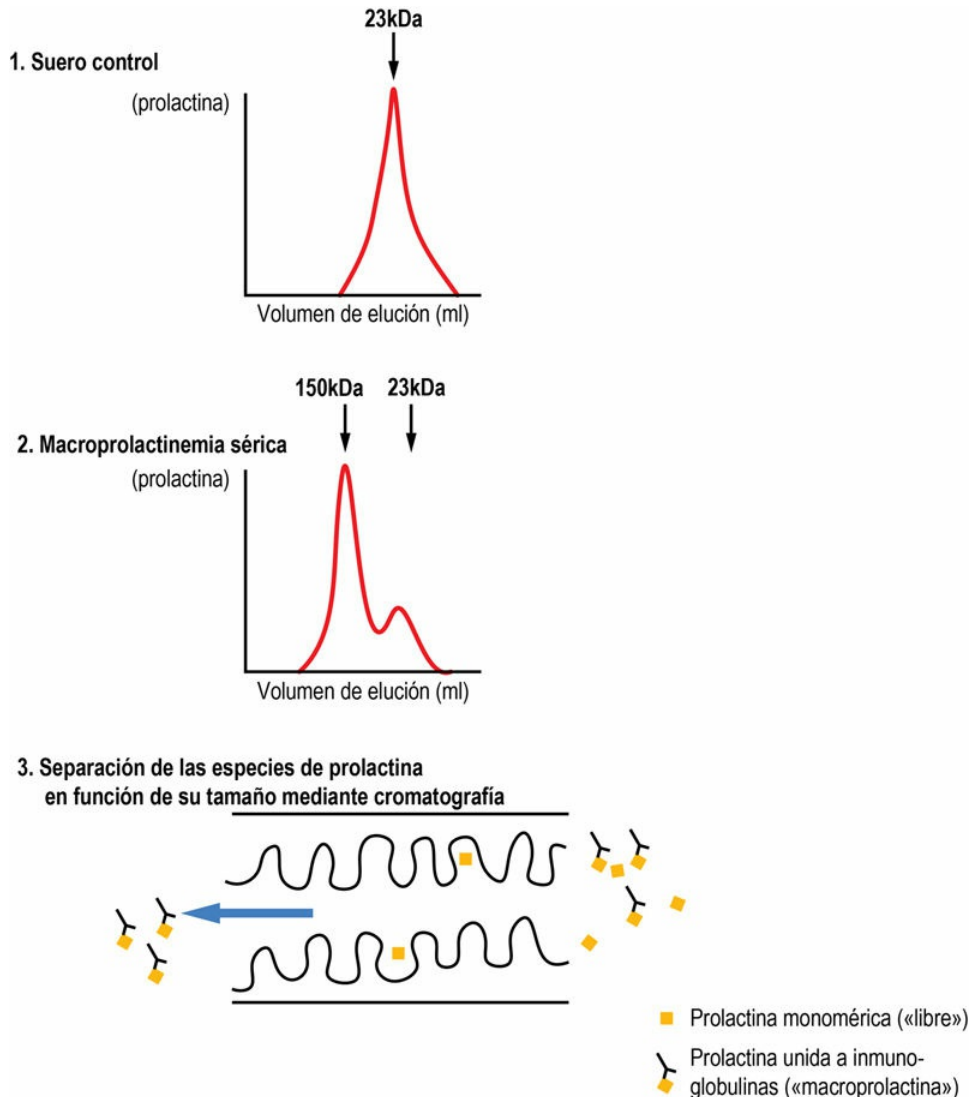 23kDa
1. Suero control
(prolactina)
Volumen de elución (ml)
150kDa 23kDa
2. Macroprolactinemia sérica
(prolactina)
Volumen de elución (ml)
3. Separación de las especies de prolactina
en función de su tamaño mediante cromatografía
Prolactina monomérica («libre»)
Prolactina unida a inmuno-
globulinas («macroprolactina»)